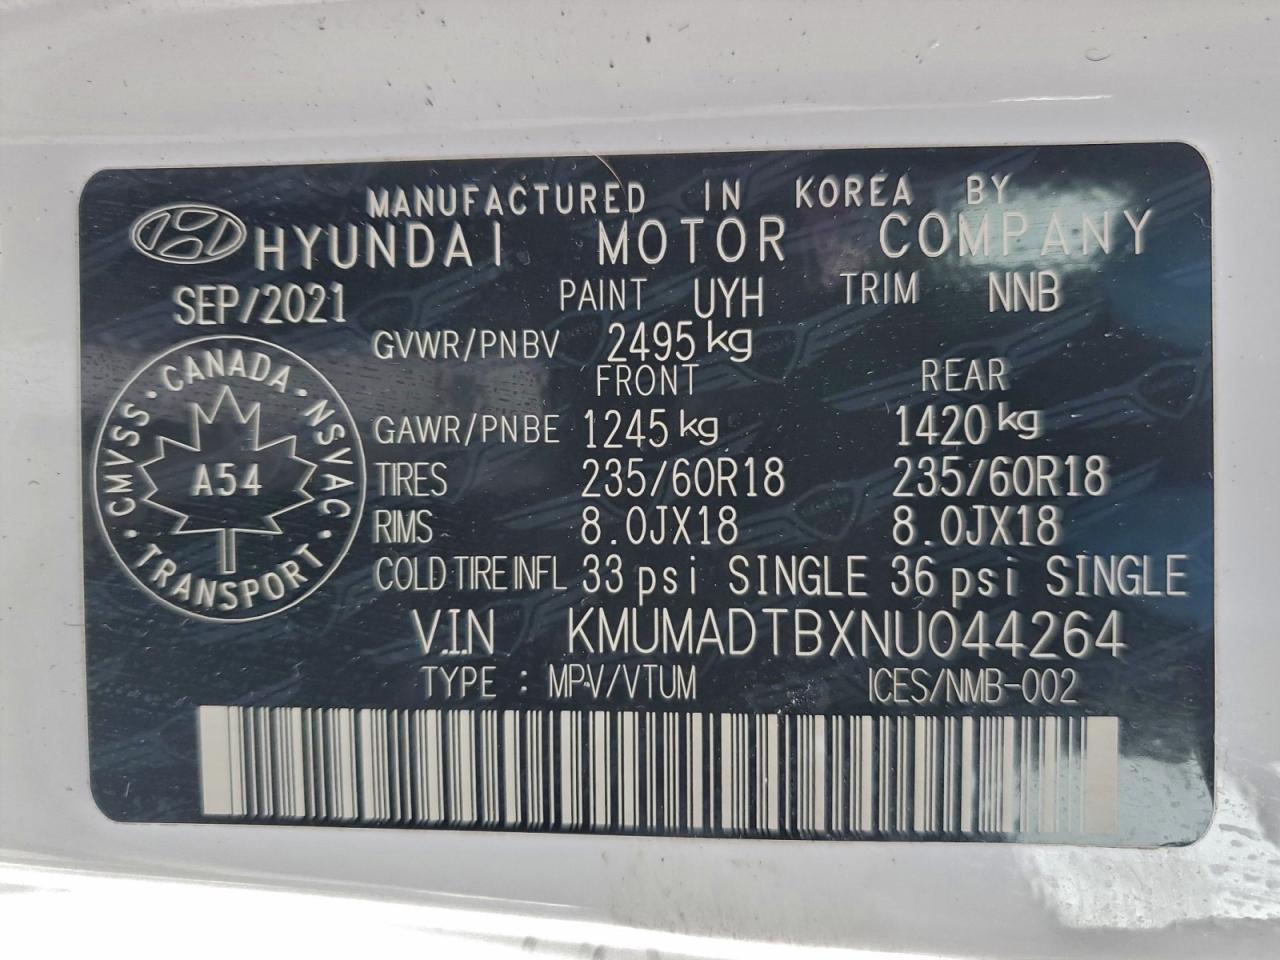 MANUFACTURED IN KOREA BY
HYUNDAI MOTOR COMPANY
SEP/2021 PAINT UYH TRIM NNB
GVWR/PNBV 2495 kg
FRONT REAR
GAWR/PNBE 1245 kg 1420 kg
TIRES 235/60R18 235/60R18
RIMS 8.0JX18 8.0JX18
COLD TIRE INFL 33 psi SINGLE 36 psi SINGLE
V.I.N KMUMADTBXNU044264
TYPE : MPV/VTUM ICES/NMB-002
CMVSS · CANADA · NSVAC · TRANSPORT ·
A54